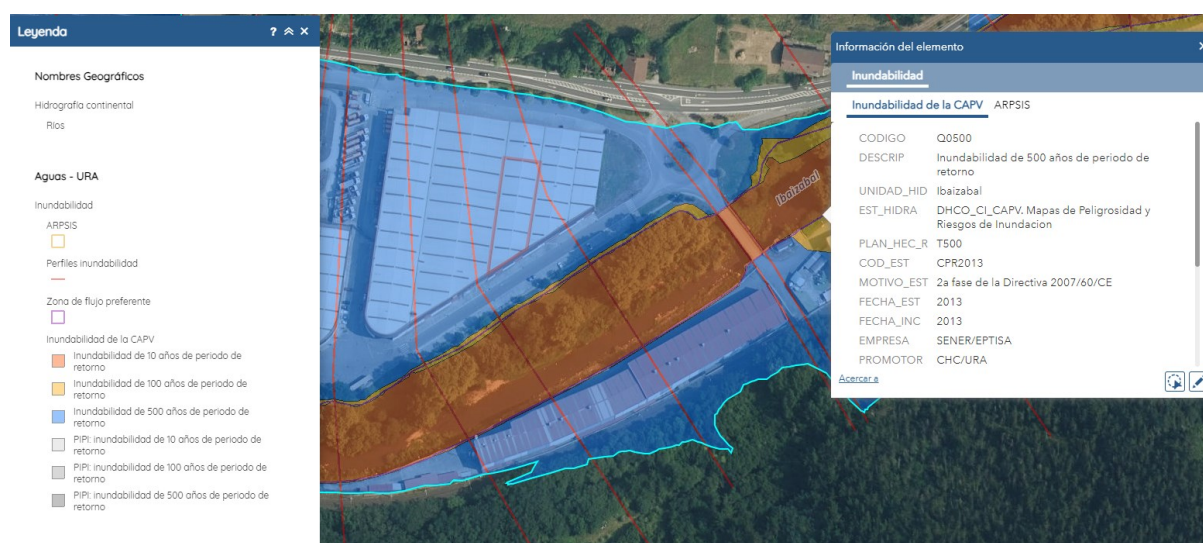 Leyenda
?
Nombres Geográficos
Hidrografía continental
Ríos
Aguas - URA
Inundabilidad
ARPSIS
Perfiles inundabilidad
Zona de flujo preferente
Inundabilidad de la CAPV
Inundabilidad de 10 años de periodo de
retorno
Inundabilidad de 100 años de periodo de
retorno
Inundabilidad de 500 años de periodo de
retorno
PIPI: inundabilidad de 10 años de periodo de
retorno
PIPI: inundabilidad de 100 años de periodo de
retorno
PIPI: inundabilidad de 500 años de periodo de
retorno
Ibaizabal
Información del elemento
Inundabilidad
Inundabilidad de la CAPV ARPSIS
CODIGO Q0500
DESCRIP Inundabilidad de 500 años de periodo de
retorno
UNIDAD_HID Ibaizabal
EST_HIDRA DHCO_CI_CAPV. Mapas de Peligrosidad y
Riesgos de Inundacion
PLAN_HEC_R T500
COD_EST CPR2013
MOTIVO_EST 2a fase de la Directiva 2007/60/CE
FECHA_EST 2013
FECHA_INC 2013
EMPRESA SENER/EPTISA
PROMOTOR CHC/URA
Acercar a